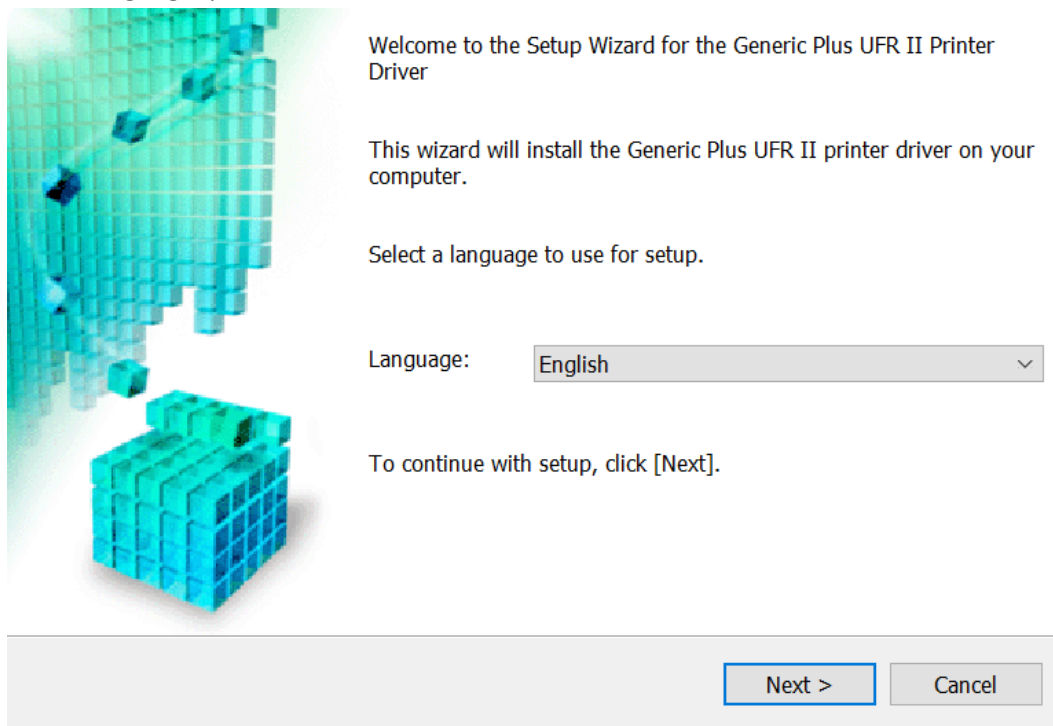 Welcome to the Setup Wizard for the Generic Plus UFR II Printer
Driver
This wizard will install the Generic Plus UFR II printer driver on your
computer.
Select a language to use for setup.
Language:
English
To continue with setup, click [Next].
Next >
Cancel